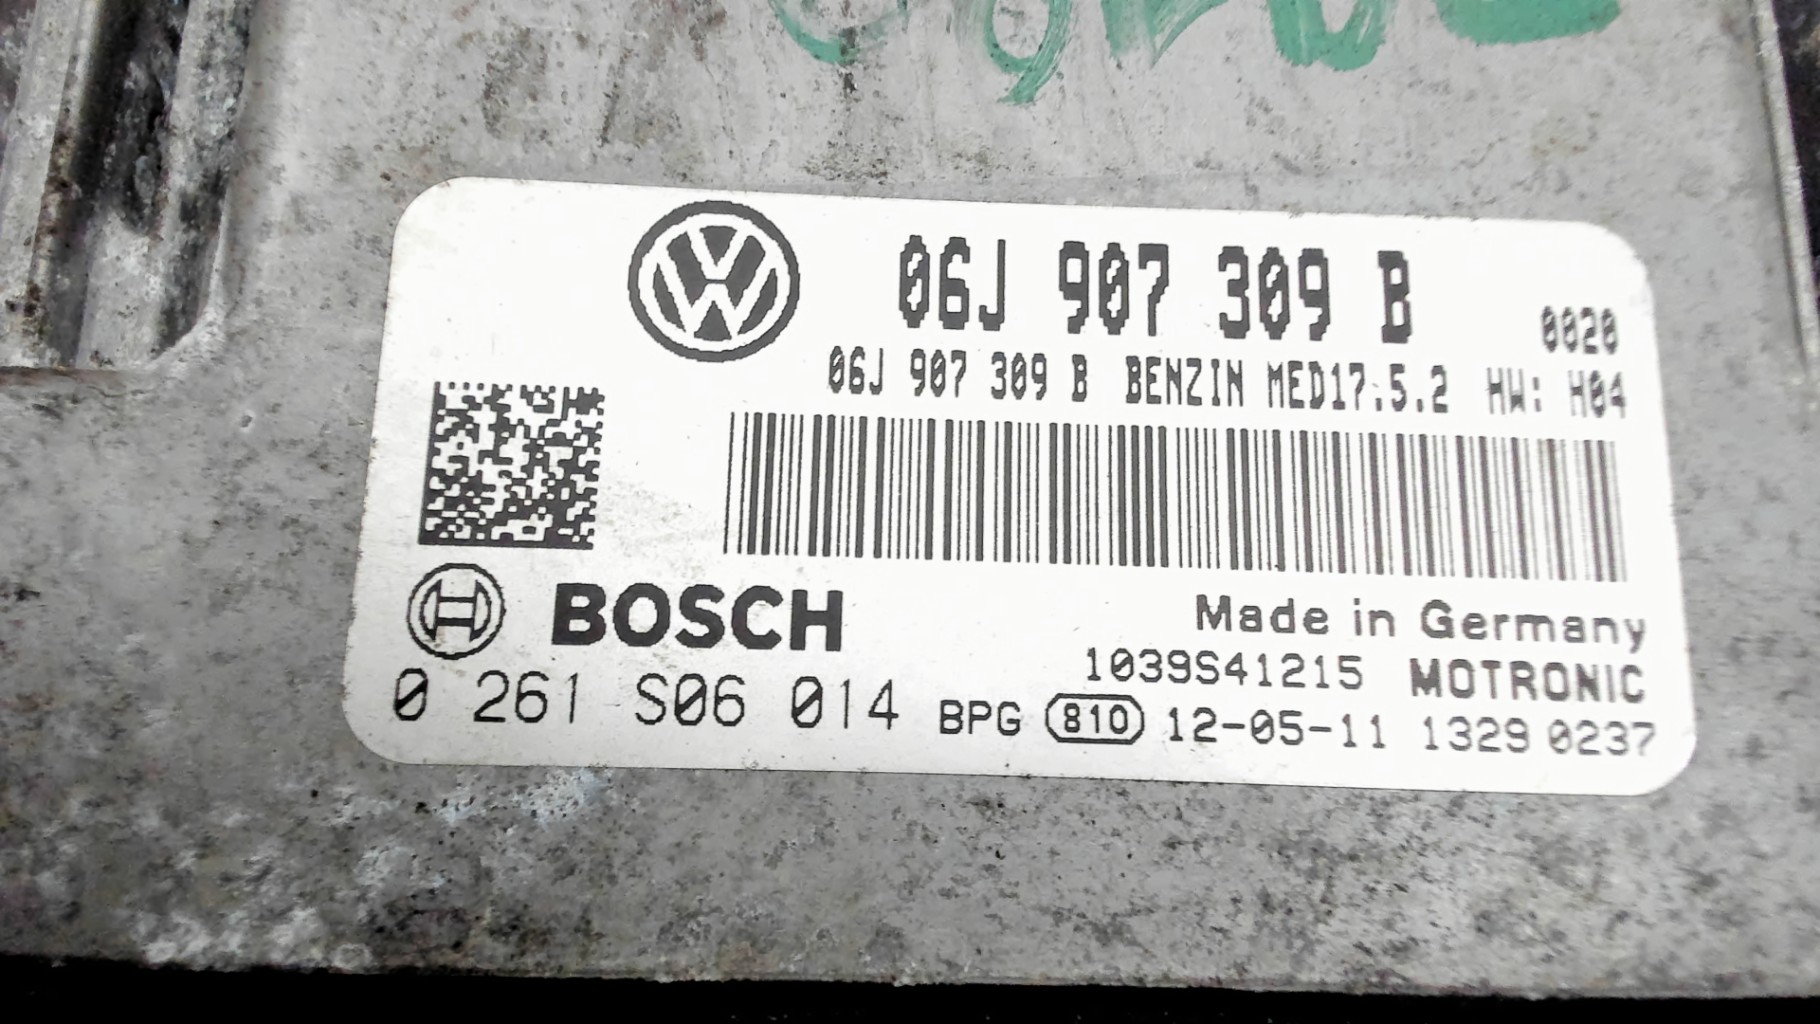 06J 907 309 B 0020
06J 907 309 B BENZIN MED17.5.2 HW: H04
BOSCH
Made in Germany
1039S41215 MOTRONIC
0 261 S06 014 BPG 810 12-05-11 1329 0237